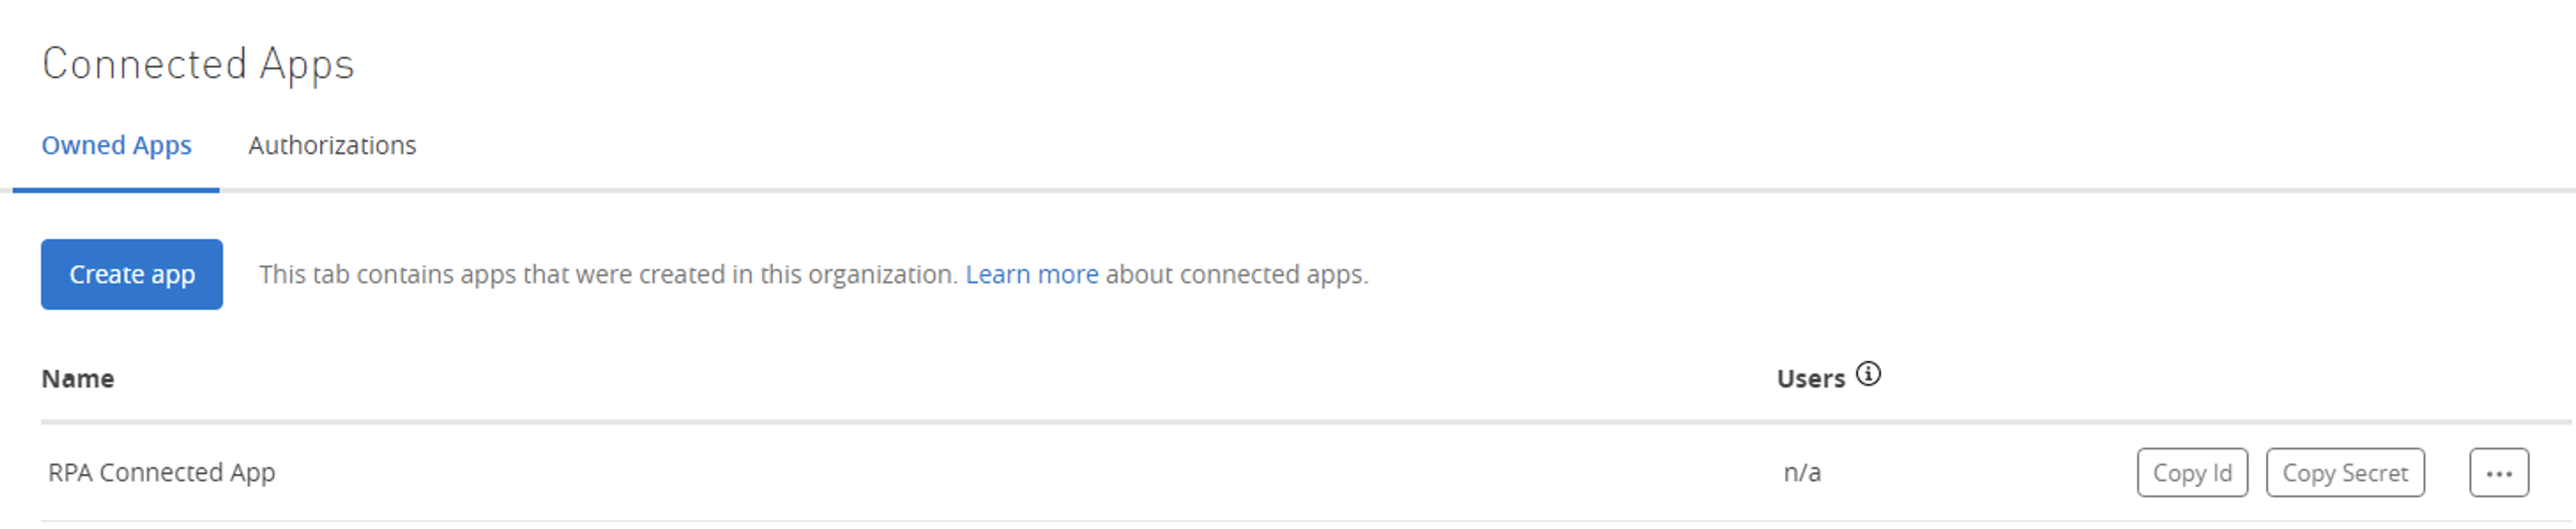 Connected Apps
Owned Apps Authorizations
Create app This tab contains apps that were created in this organization. Learn more about connected apps.
Name Users
RPA Connected App n/a Copy Id Copy Secret ...